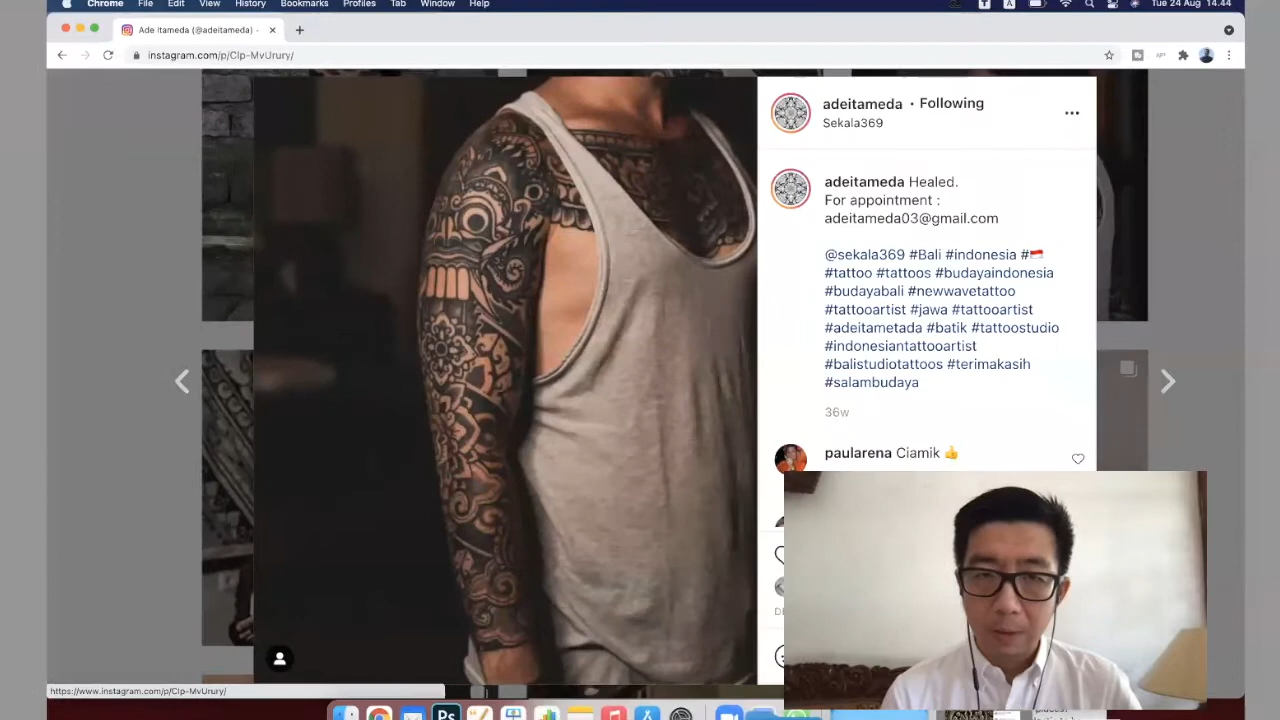 Chrome File Edit View History Bookmarks Profiles Tab Window Help
Tue 24 Aug 14.44
Ade Itameda (@adeitameda) -
instagram.com/p/CIp-MvUrury/
adeitameda • Following
Sekala369
adeitameda Healed.
For appointment :
adeitameda03@gmail.com
@sekala369 #Bali #indonesia #🇮🇩
#tattoo #tattoos #budayaindonesia
#budayabali #newwavetattoo
#tattooartist #jawa #tattooartist
#adeitametada #batik #tattoostudio
#indonesiantattooartist
#balistudiotattoos #terimakasih
#salambudaya
36w
paularena Ciamik 👍
https://www.instagram.com/p/CIp-MvUrury/
Ps